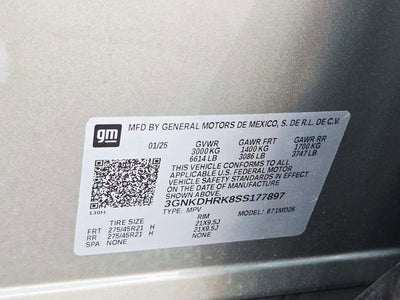 gm
MFD BY GENERAL MOTORS DE MEXICO, S. DE R.L. DE C.V.
01/25 GVWR GAWR FRT GAWR RR
3000 KG 1400 KG 1700 KG
6614 LB 3086 LB 3747 LB
THIS VEHICLE CONFORMS TO ALL
APPLICABLE U.S. FEDERAL MOTOR
VEHICLE SAFETY STANDARDS IN EFFECT
ON THE DATE OF MANUFACTURE
SHOWN ABOVE.
3GNKDHRK8SS177897
TYPE: MPV MODEL: 871MD26
130H
TIRE SIZE RIM
FRT 275/45R21 H 21X9.5J
RR 275/45R21 H 21X9.5J
SPA NONE NONE